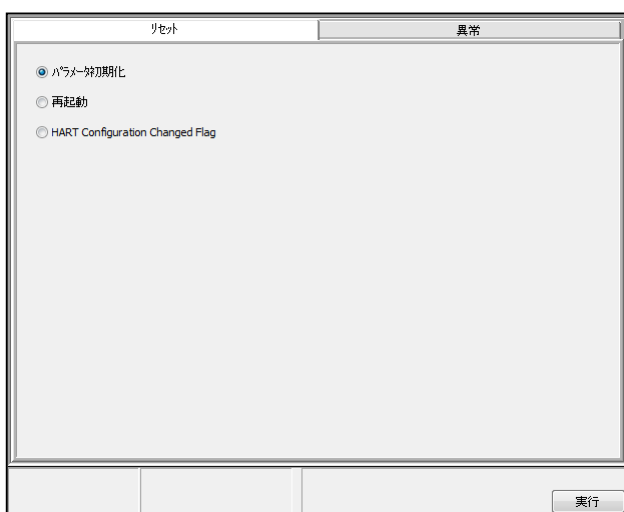 リセット
異常
パラメータ初期化
再起動
HART Configuration Changed Flag
実行